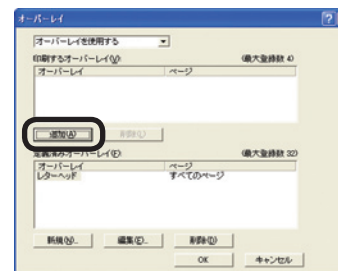 オーバーレイ
オーバーレイを使用する
印刷するオーバーレイ(V): (最大登録数 4)
オーバーレイ ページ
追加(A) 削除(L)
定義済みオーバーレイ(F): (最大登録数 32)
オーバーレイ ページ
レターヘッド すべてのページ
新規(N)... 編集(E)... 削除(D)
OK キャンセル